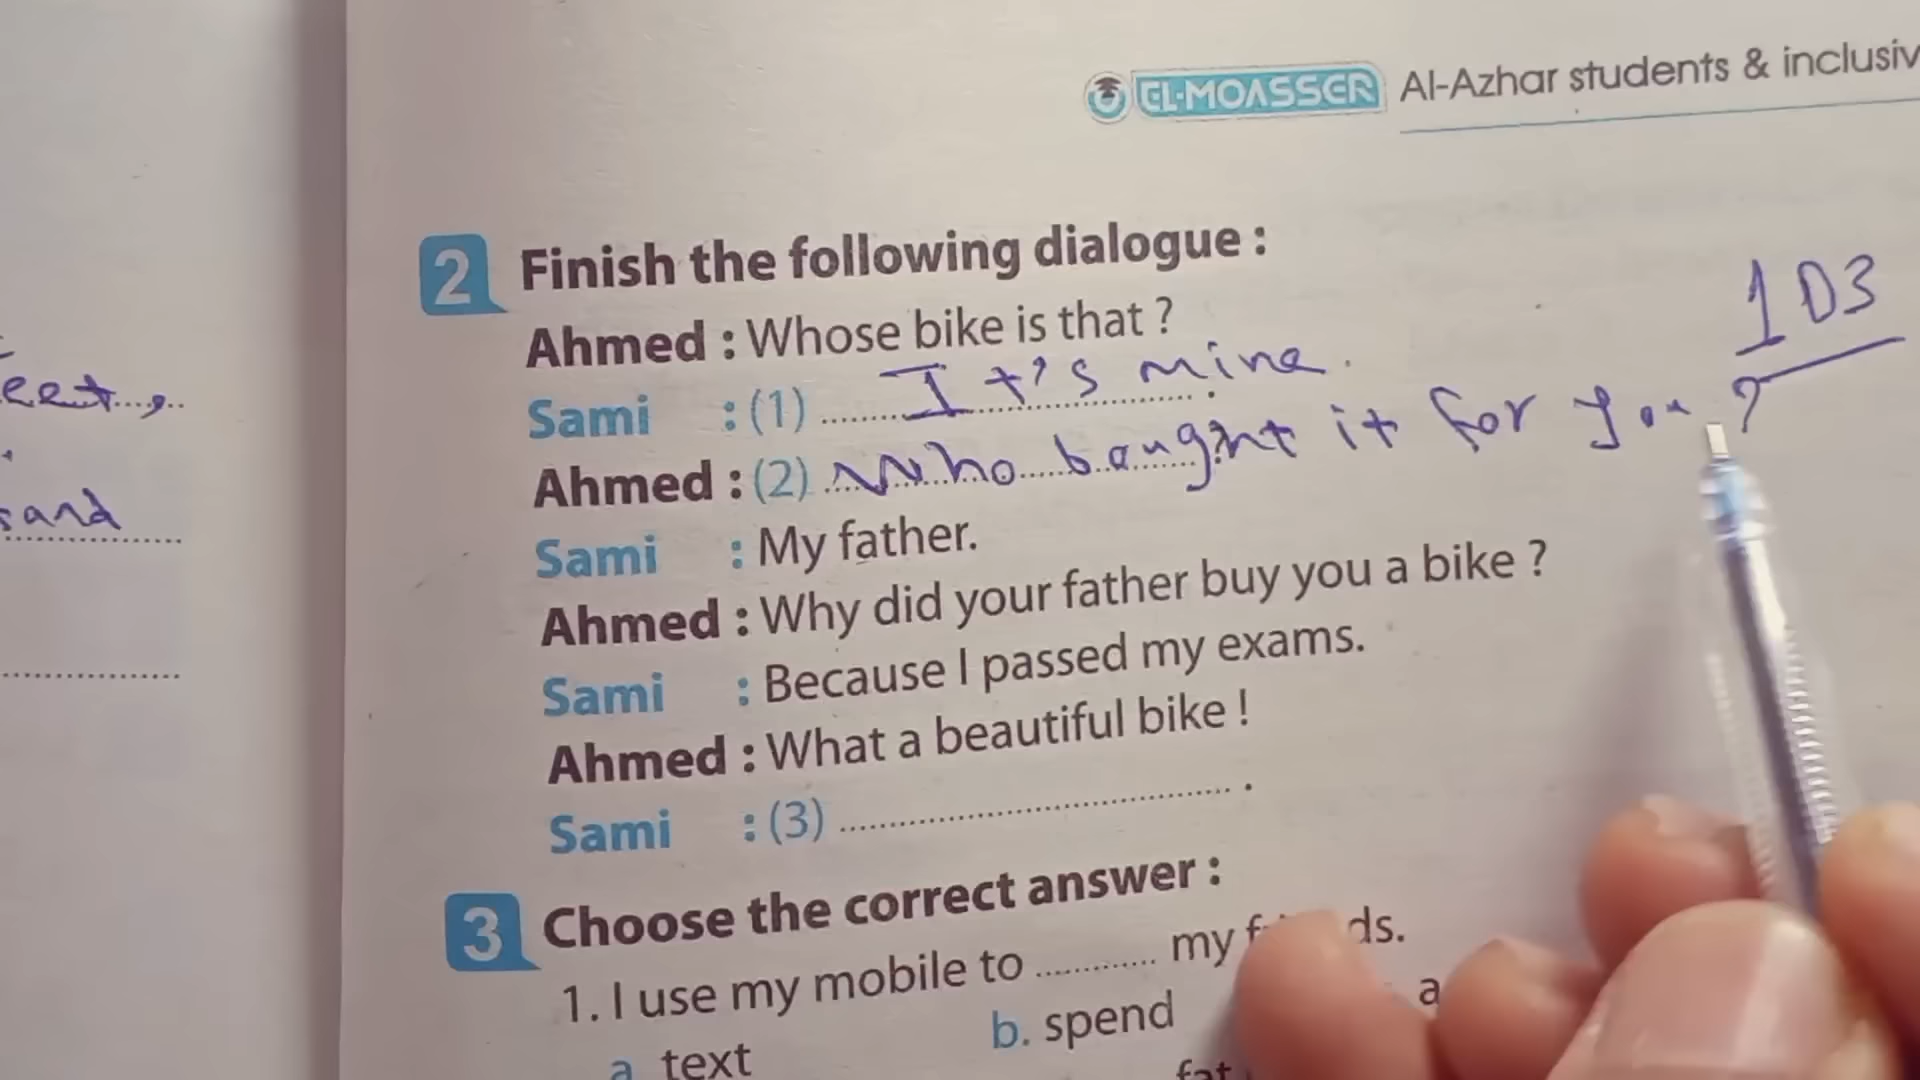 EL-MOASSER Al-Azhar students & inclusiv
2 Finish the following dialogue :
103
Ahmed : Whose bike is that ?
Sami : (1) It's mine.
Ahmed : (2) Who bought it for you ?
Sami : My father.
Ahmed : Why did your father buy you a bike ?
Sami : Because I passed my exams.
Ahmed : What a beautiful bike !
Sami : (3) .............................. .
3 Choose the correct answer :
1. I use my mobile to ............ my ds.
a text b. spend a
eet,
sand